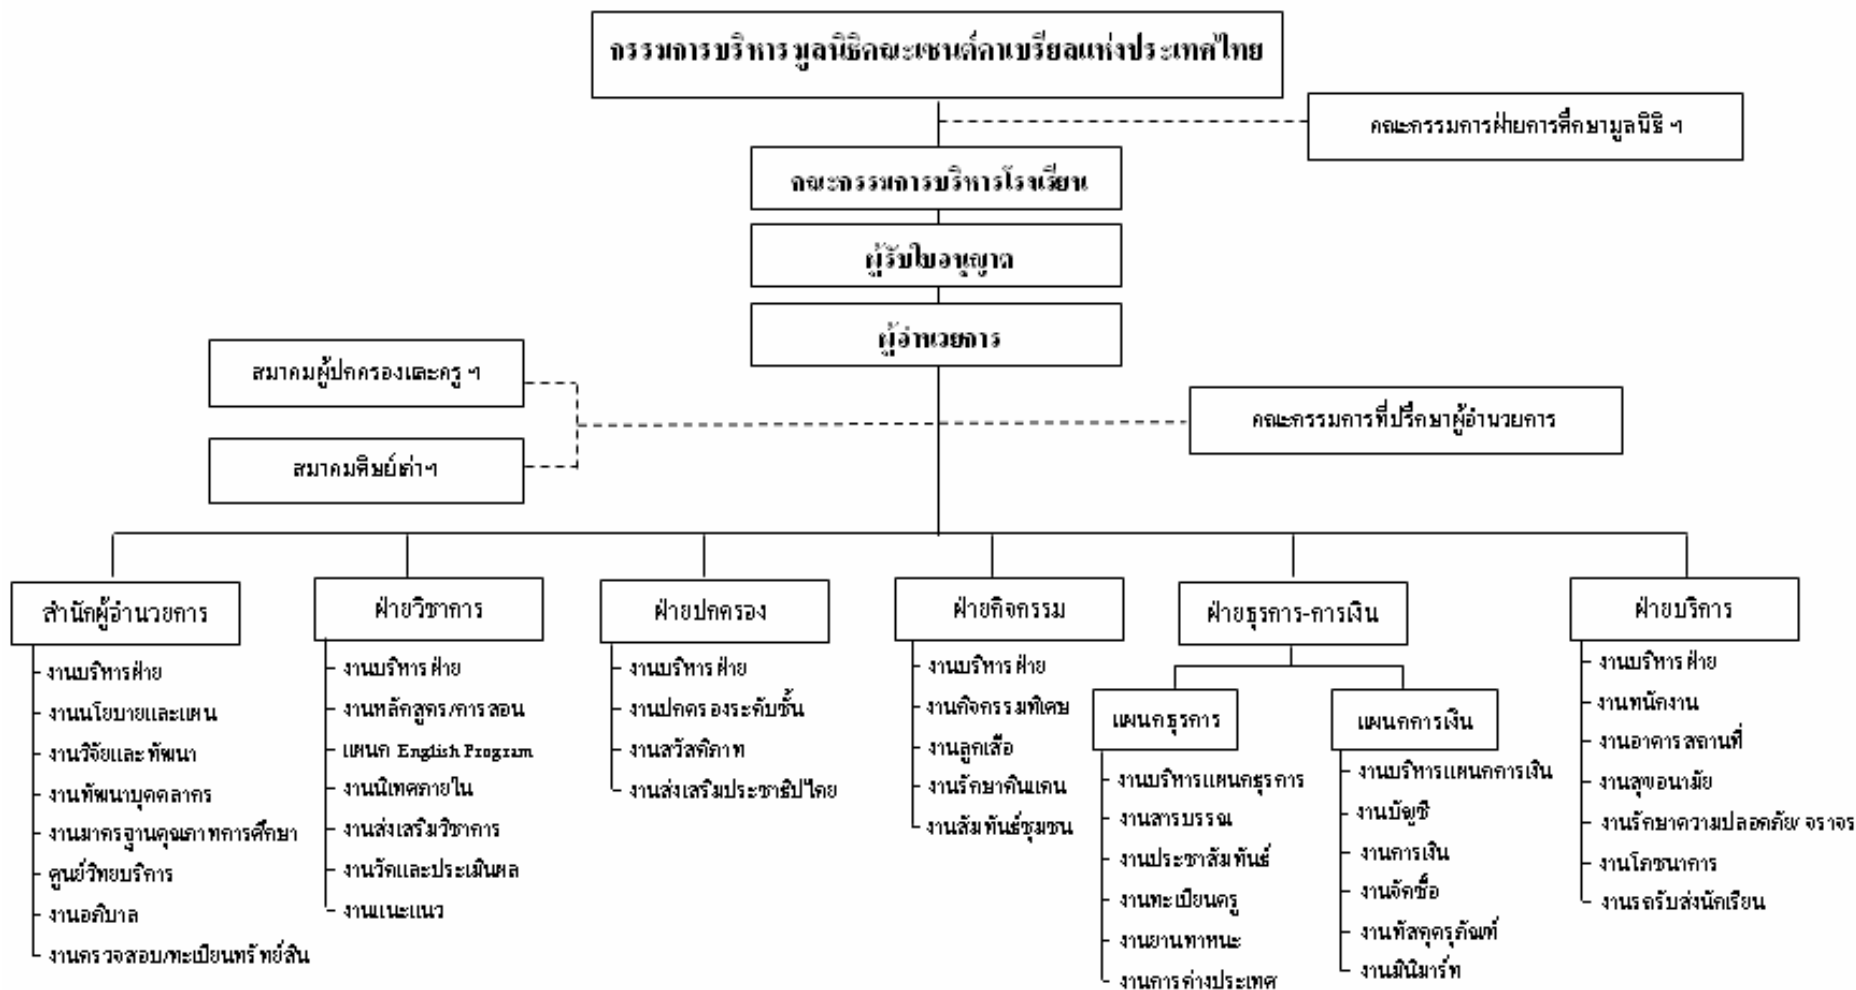 กรรมการบริหารมูลนิธิคณะเซนต์คาเบรียลแห่งประเทศไทย
คณะกรรมการฝ่ายการศึกษามูลนิธิ ฯ
คณะกรรมการบริหารโรงเรียน
ผู้รับใบอนุญาต
ผู้อำนวยการ
สมาคมผู้ปกครองและครู ฯ
คณะกรรมการที่ปรึกษาผู้อำนวยการ
สมาคมศิษย์เก่าฯ
สำนักผู้อำนวยการ
งานบริหารฝ่าย
งานนโยบายและแผน
งานวิจัยและพัฒนา
งานพัฒนาบุคคลากร
งานมาตรฐานคุณภาพการศึกษา
ศูนย์วิทยบริการ
งานอภิบาล
งานตรวจสอบ/ทะเบียนทรัพย์สิน
ฝ่ายวิชาการ
งานบริหารฝ่าย
งานหลักสูตร/การสอน
แผนก English Program
งานนิเทศภายใน
งานส่งเสริมวิชาการ
งานวัดและประเมินผล
งานแนะแนว
ฝ่ายปกครอง
งานบริหารฝ่าย
งานปกครองระดับชั้น
งานสวัสดิภาพ
งานส่งเสริมประชาธิปไตย
ฝ่ายกิจกรรม
งานบริหารฝ่าย
งานกิจกรรมพิเศษ
งานลูกเสือ
งานรักษาดินแดน
งานสัมพันธ์ชุมชน
ฝ่ายธุรการ-การเงิน
แผนกธุรการ
งานบริหารแผนกธุรการ
งานสารบรรณ
งานประชาสัมพันธ์
งานทะเบียนครู
งานยานพาหนะ
งานการต่างประเทศ
แผนกการเงิน
งานบริหารแผนกการเงิน
งานบัญชี
งานการเงิน
งานจัดซื้อ
งานพัสดุครุภัณฑ์
งานมินิมาร์ท
ฝ่ายบริการ
งานบริหารฝ่าย
งานพนักงาน
งานอาคารสถานที่
งานสุขอนามัย
งานรักษาความปลอดภัย/จราจร
งานโภชนาการ
งานรถรับส่งนักเรียน